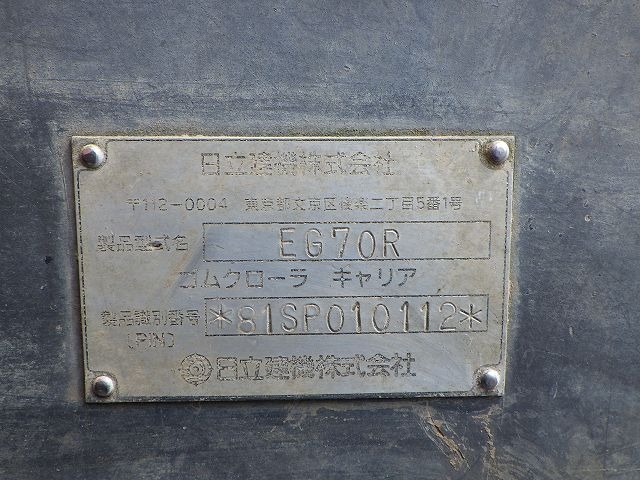 日立建機株式会社
〒112-0004 東京都文京区後楽二丁目5番1号
製品型式名 EG70R
ゴムクローラ キャリア
製品識別番号 *81SP010112*
(PIN)
日立建機株式会社